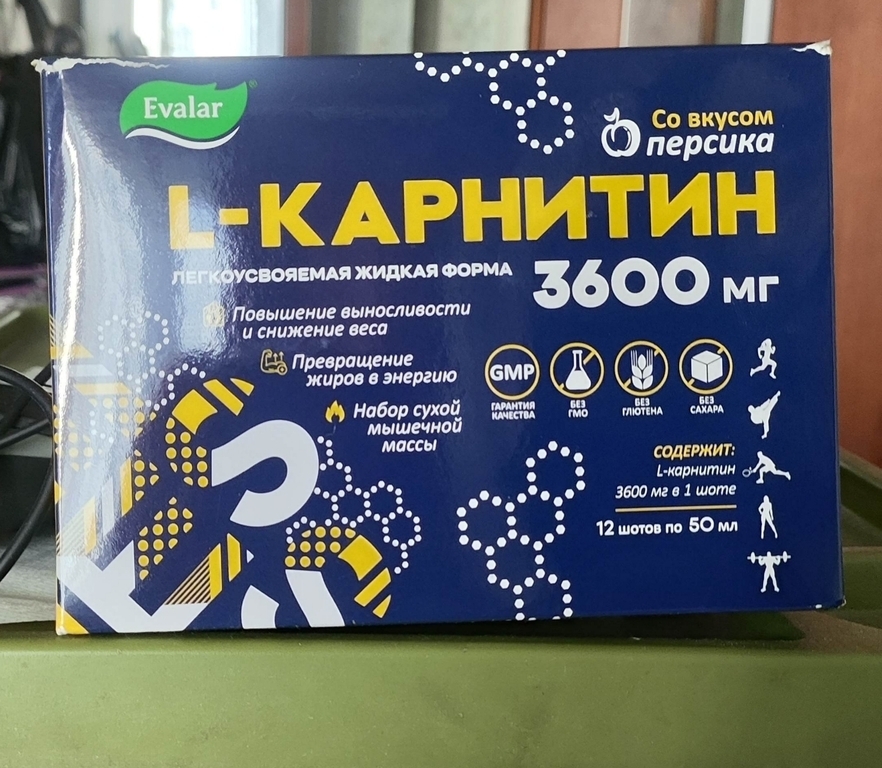 Evalar®
Со вкусом
персика
L-КАРНИТИН
ЛЕГКОУСВОЯЕМАЯ ЖИДКАЯ ФОРМА
3600 мг
Повышение выносливости
и снижение веса
Превращение
жиров в энергию
Набор сухой
мышечной
массы
GMP
ГАРАНТИЯ
КАЧЕСТВА
БЕЗ
ГМО
БЕЗ
ГЛЮТЕНА
БЕЗ
САХАРА
СОДЕРЖИТ:
L-карнитин
3600 мг в 1 шоте
12 шотов по 50 мл